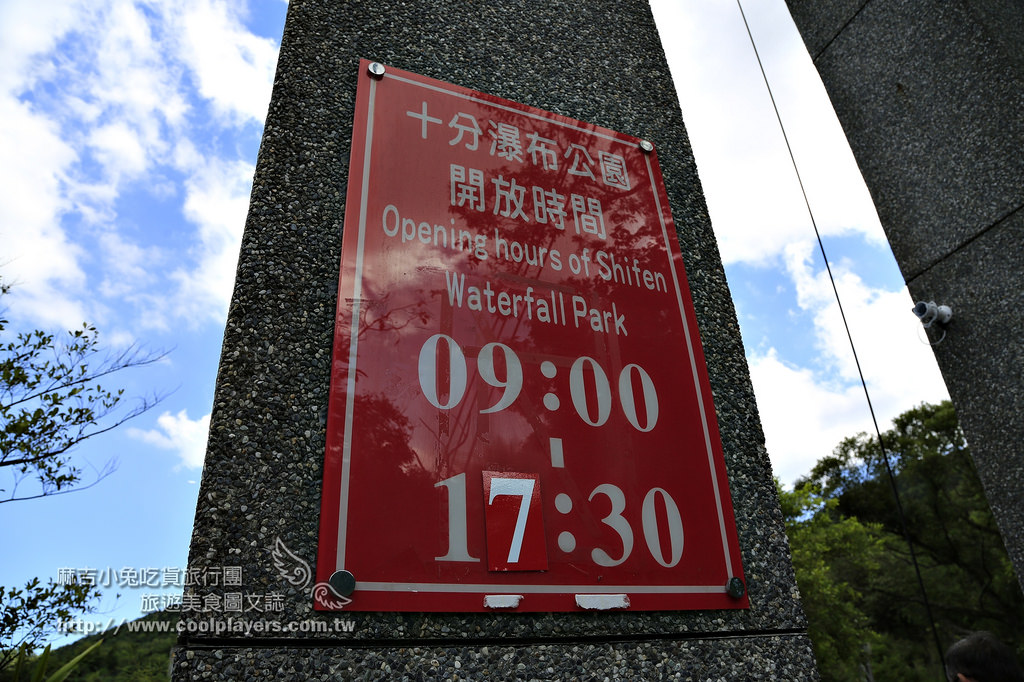 十分瀑布公園
開放時間
Opening hours of Shifen
Waterfall Park
09:00
-
17:30
麻吉小兔吃貨旅行團
旅遊美食圖文誌
http://www.coolplayers.com.tw